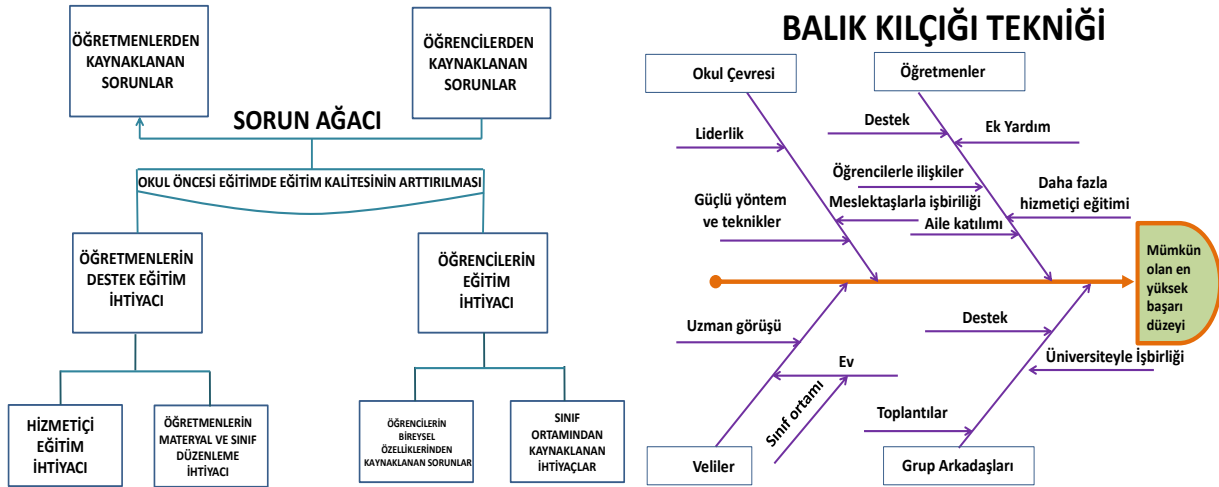 ÖĞRETMENLERDEN
KAYNAKLANAN
SORUNLAR
ÖĞRENCİLERDEN
KAYNAKLANAN
SORUNLAR
SORUN AĞACI
OKUL ÖNCESİ EĞİTİMDE EĞİTİM KALİTESİNİN ARTTIRILMASI
ÖĞRETMENLERİN
DESTEK EĞİTİM
İHTİYACI
ÖĞRENCİLERİN
EĞİTİM
İHTİYACI
HİZMETİÇİ
EĞİTİM
İHTİYACI
ÖĞRETMENLERİN
MATERYAL VE SINIF
DÜZENLEME
İHTİYACI
ÖĞRENCİLERİN
BİREYSEL
ÖZELLİKLERİNDEN
KAYNAKLANAN SORUNLAR
SINIF
ORTAMINDAN
KAYNAKLANAN
İHTİYAÇLAR
BALIK KILÇIĞI TEKNİĞİ
Okul Çevresi
Öğretmenler
Liderlik
Destek
Ek Yardım
Öğrencilerle ilişkiler
Güçlü yöntem
ve teknikler
Meslektaşlarla işbiriliği
Daha fazla
hizmetiçi eğitimi
Aile katılımı
Mümkün
olan en
yüksek
başarı
düzeyi
Uzman görüşü
Destek
Ev
Üniversiteyle İşbirliği
Sınıf ortamı
Toplantılar
Veliler
Grup Arkadaşları